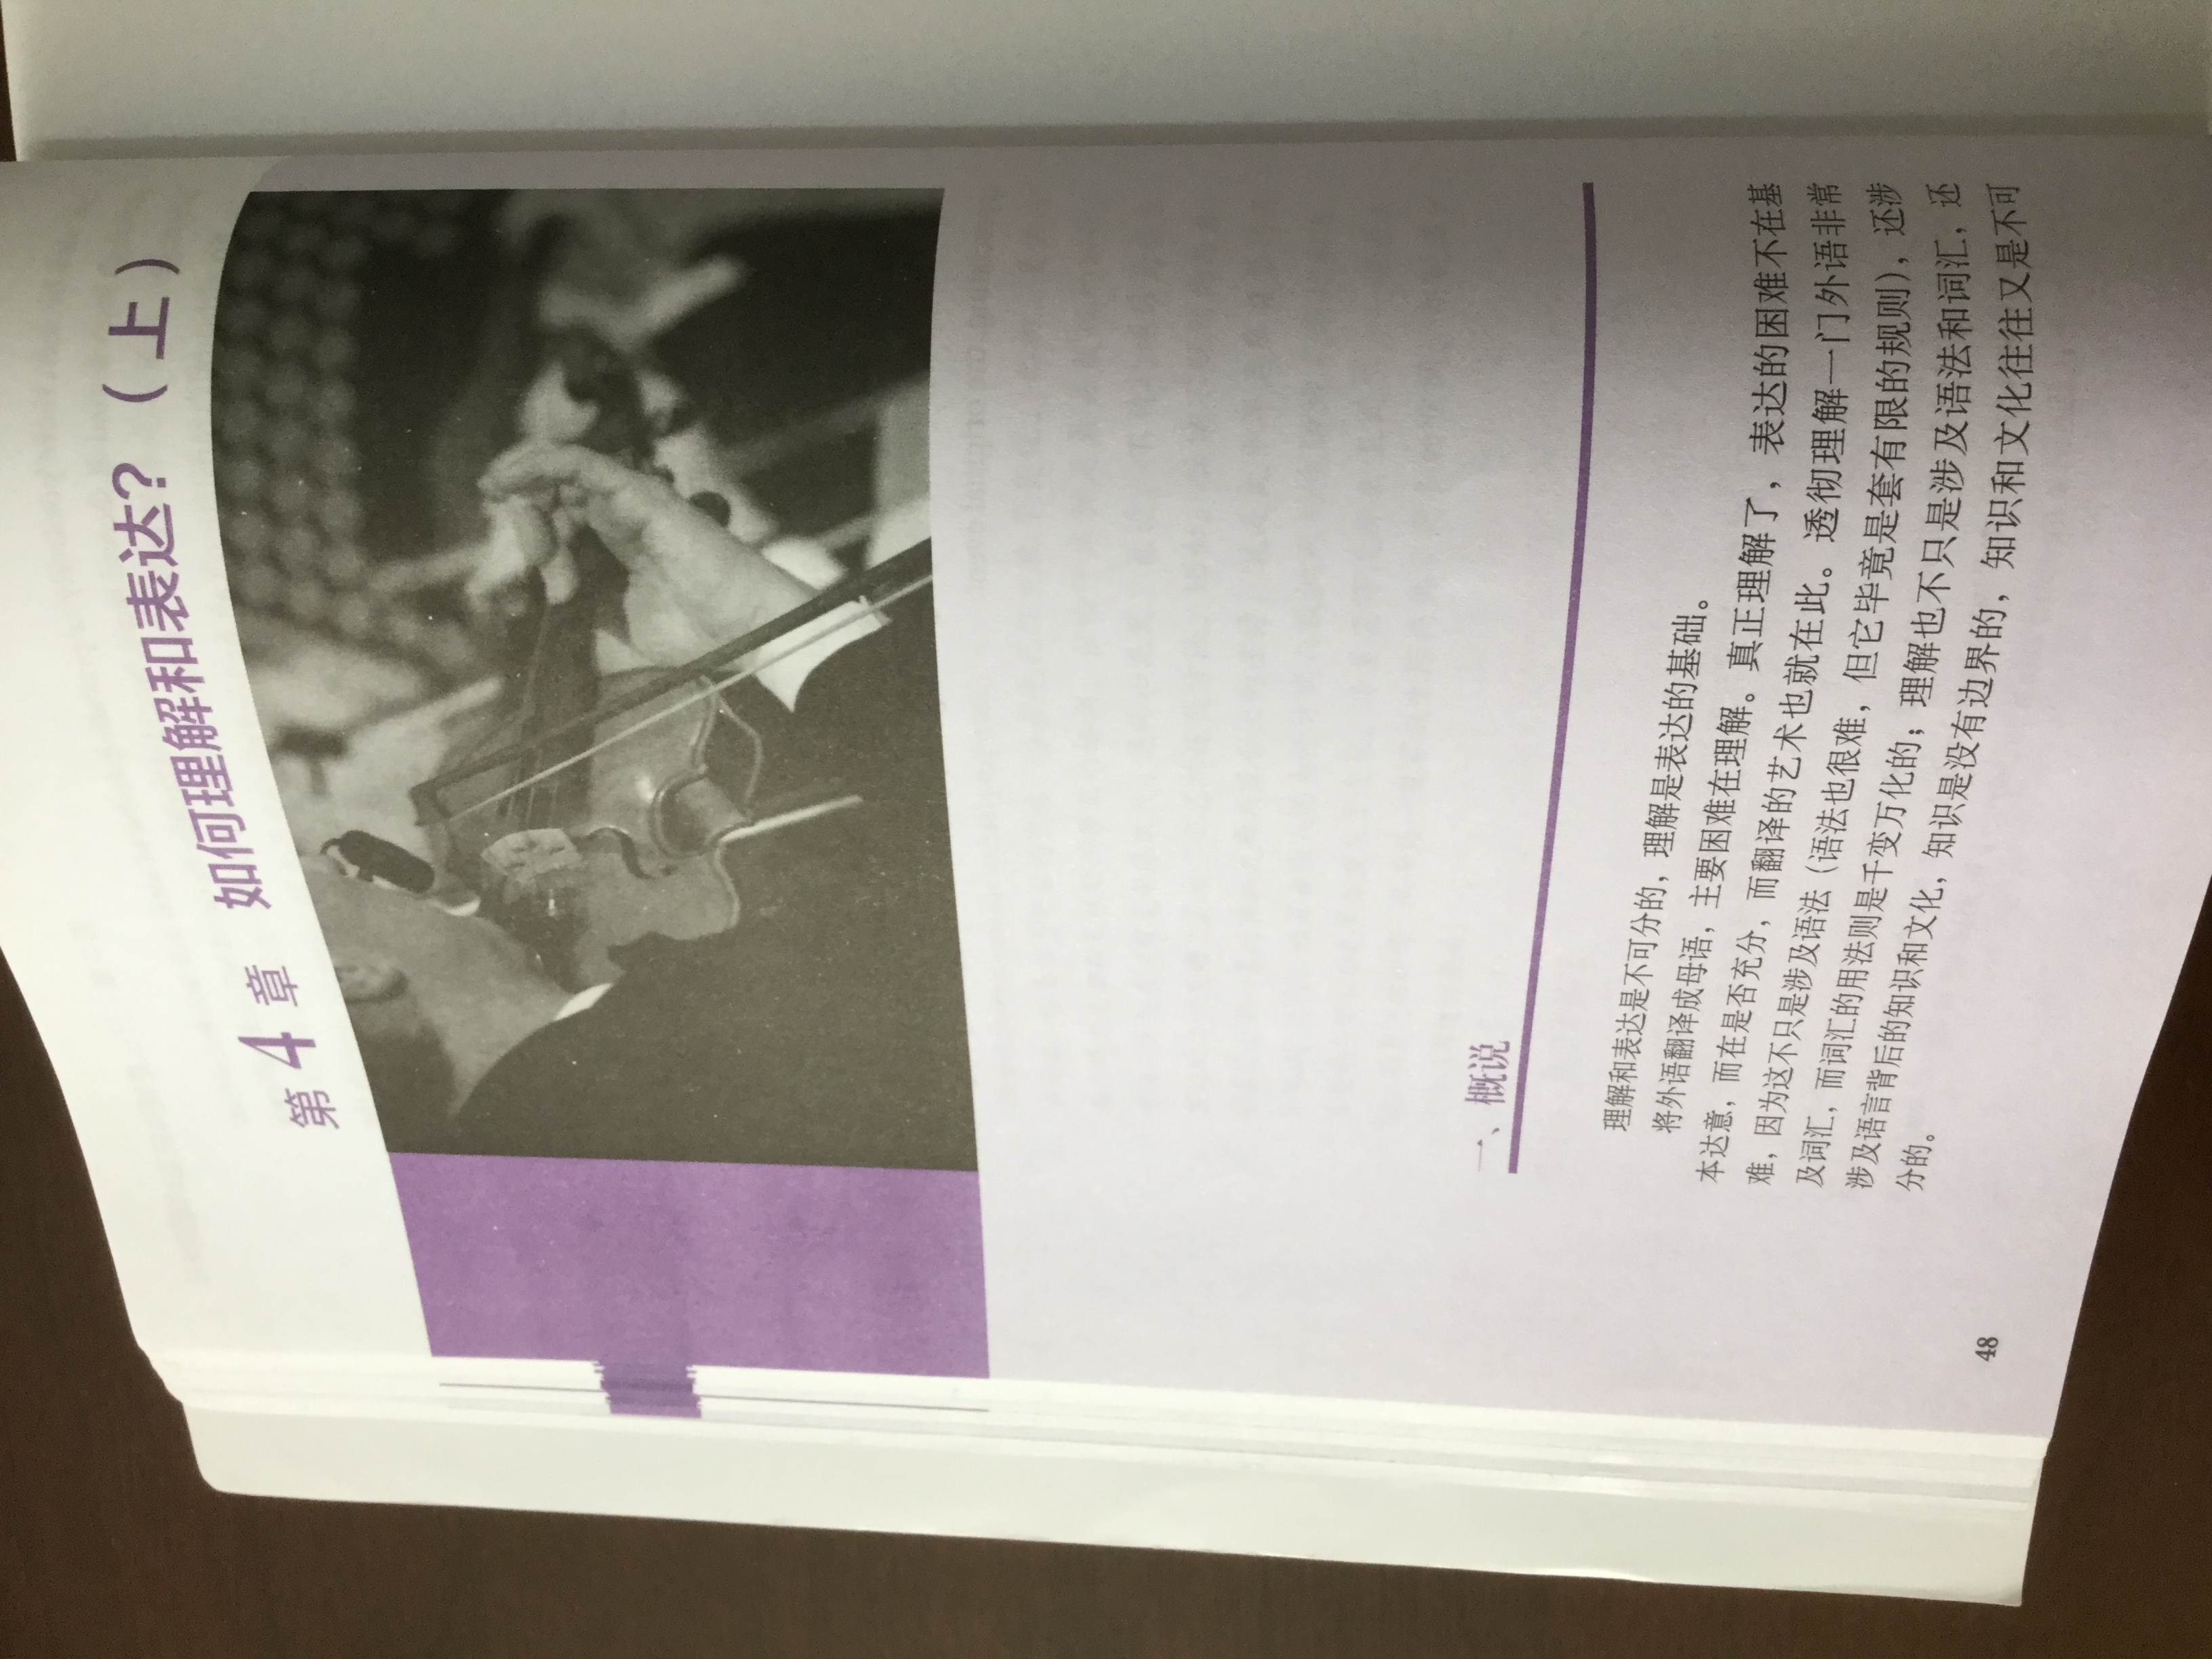 第4章 如何理解和表达？（上）
一、概说
理解和表达是不可分的，理解是表达的基础。
将外语翻译成母语，主要困难在理解。真正理解了，表达的困难不在基
本达意，而在是否充分，而翻译的艺术也就在此。透彻理解一门外语非常
难，因为这不只是涉及语法（语法也很难，但它毕竟是套有限的规则），还涉
及词汇，而词汇的用法则是千变万化的；理解也不只是涉及语法和词汇，还
涉及语言背后的知识和文化，知识是没有边界的，知识和文化往往又是不可
分的。
48